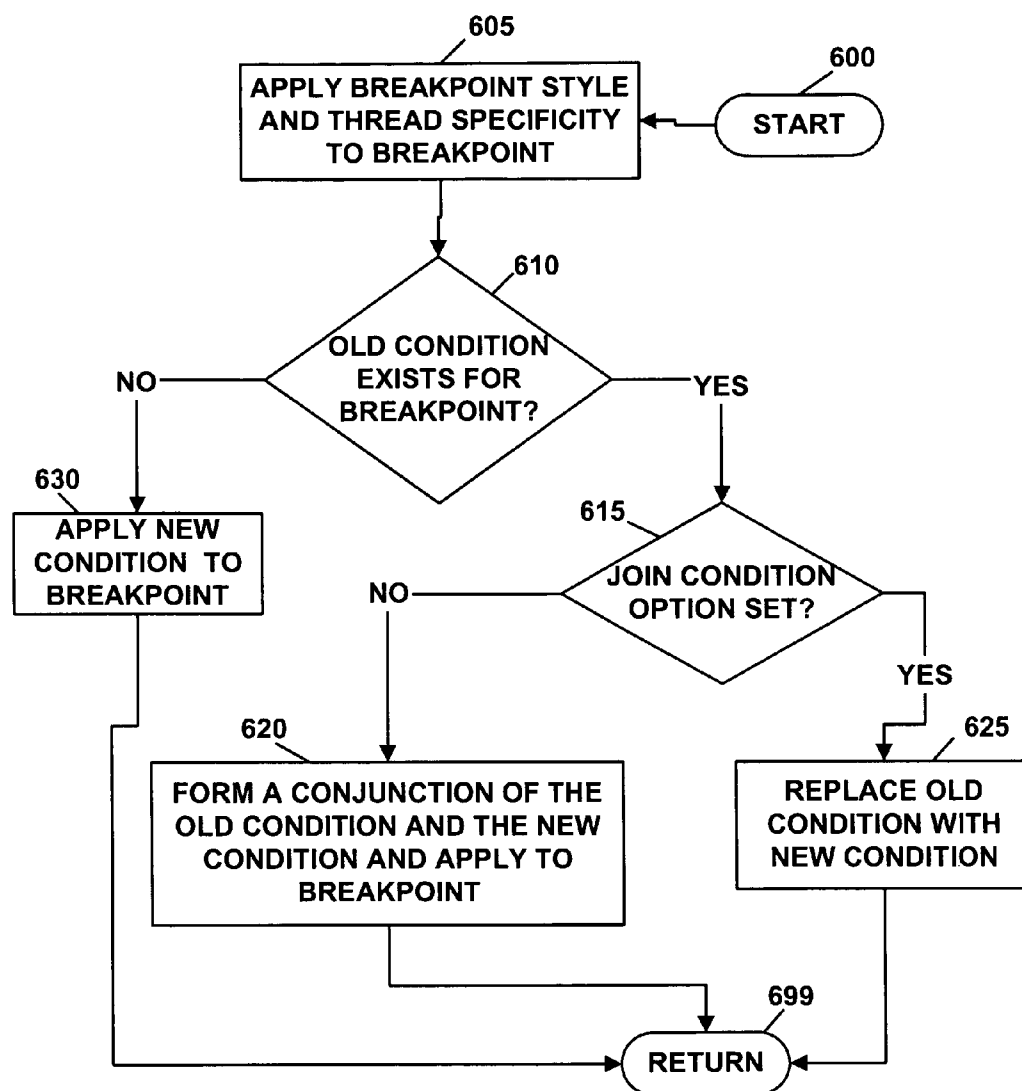 605
APPLY BREAKPOINT STYLE
AND THREAD SPECIFICITY
TO BREAKPOINT
600
START
610
OLD CONDITION
EXISTS FOR
BREAKPOINT?
NO
YES
630
APPLY NEW
CONDITION TO
BREAKPOINT
615
JOIN CONDITION
OPTION SET?
NO
YES
620
FORM A CONJUNCTION OF THE
OLD CONDITION AND THE NEW
CONDITION AND APPLY TO
BREAKPOINT
625
REPLACE OLD
CONDITION WITH
NEW CONDITION
699
RETURN